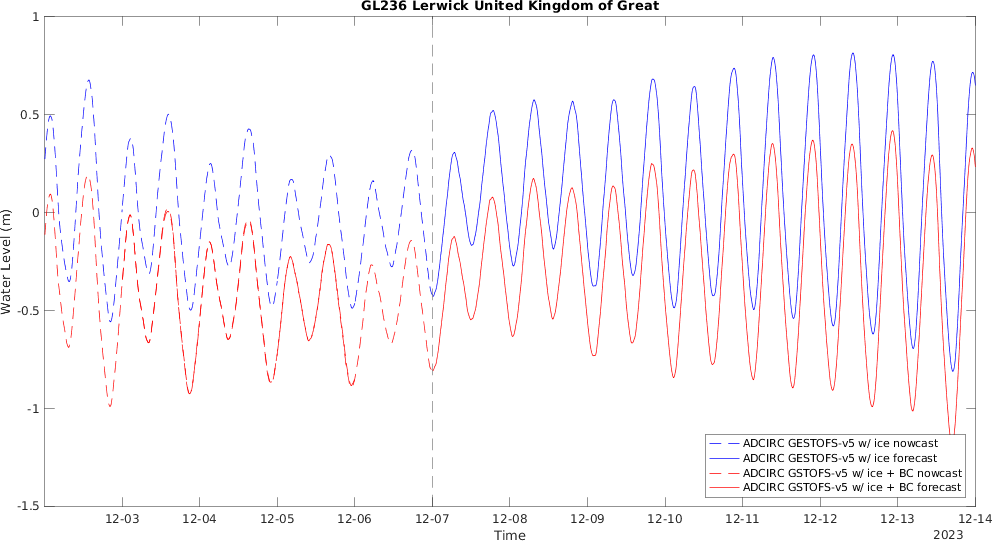 GL236 Lerwick United Kingdom of Great
1
0.5
0
-0.5
-1
-1.5
Water Level (m)
ADCIRC GESTOFS-v5 w/ ice nowcast
ADCIRC GESTOFS-v5 w/ ice forecast
ADCIRC GSTOFS-v5 w/ ice + BC nowcast
ADCIRC GSTOFS-v5 w/ ice + BC forecast
12-03 12-04 12-05 12-06 12-07 12-08 12-09 12-10 12-11 12-12 12-13 12-14
Time
2023